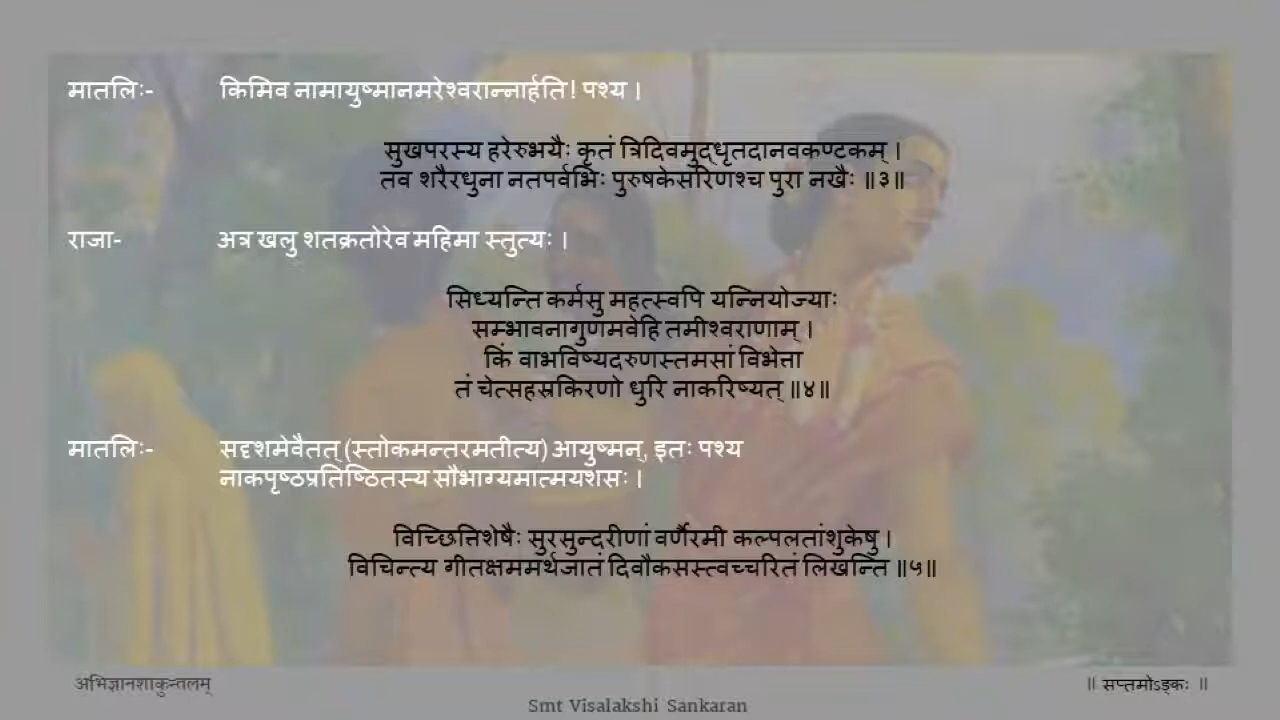 मातलिः- किमिव नामायुष्मानमरेश्वरान्नार्हति! पश्य ।
सुखपरस्य हरेरुभयैः कृतं त्रिदिवमुद्धृतदानवकण्टकम् ।
तव शरैरधुना नतपर्वभिः पुरुषकेसरिणश्च पुरा नखैः ॥३॥
राजा- अत्र खलु शतक्रतोरेव महिमा स्तुत्यः ।
सिध्यन्ति कर्मसु महत्स्वपि यन्नियोज्याः
सम्भावनागुणमवेहि तमीश्वराणाम् ।
किं वाभविष्यदरुणस्तमसां विभेत्ता
तं चेत्सहस्रकिरणो धुरि नाकरिष्यत् ॥४॥
मातलिः- सदृशमेवैतत् (स्तोकमन्तरमतीत्य) आयुष्मन्, इतः पश्य
नाकपृष्ठप्रतिष्ठितस्य सौभाग्यमात्मयशसः ।
विच्छित्तिशेषैः सुरसुन्दरीणां वर्णैरमी कल्पलतांशुकेषु ।
विचिन्त्य गीतक्षममर्थजातं दिवौकसस्त्वच्चरितं लिखन्ति ॥५॥
अभिज्ञानशाकुन्तलम् ॥ सप्तमोऽङ्कः ॥
Smt Visalakshi Sankaran